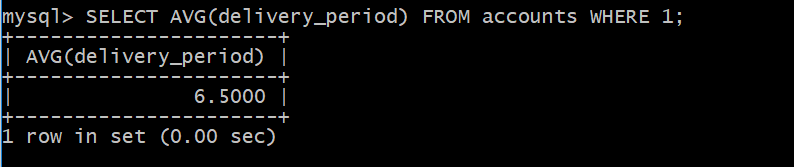 mysql> SELECT AVG(delivery_period) FROM accounts WHERE 1;
+----------------------+
| AVG(delivery_period) |
+----------------------+
|               6.5000 |
+----------------------+
1 row in set (0.00 sec)